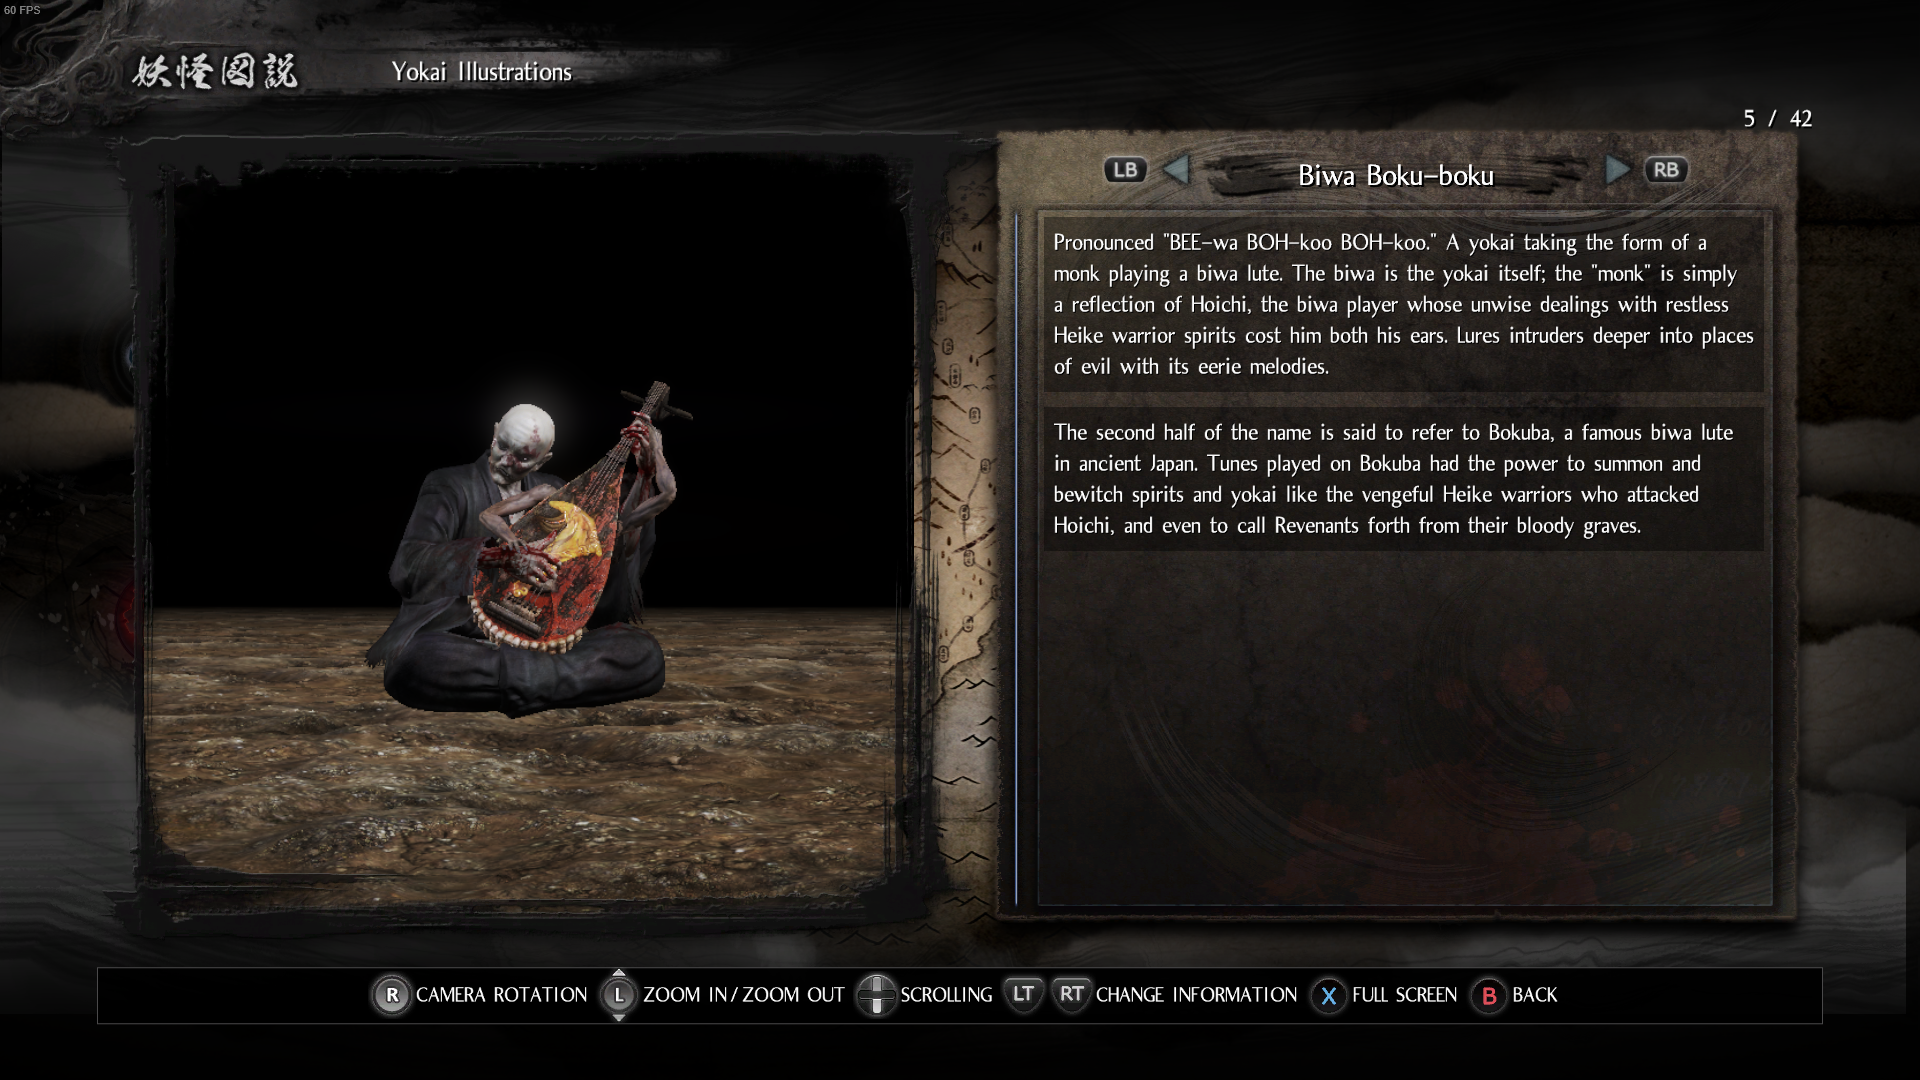 60 FPS
妖怪図説
Yokai Illustrations
5 / 42
LB
Biwa Boku-boku
RB
Pronounced "BEE-wa BOH-koo BOH-koo." A yokai taking the form of a
monk playing a biwa lute. The biwa is the yokai itself; the "monk" is simply
a reflection of Hoichi, the biwa player whose unwise dealings with restless
Heike warrior spirits cost him both his ears. Lures intruders deeper into places
of evil with its eerie melodies.
The second half of the name is said to refer to Bokuba, a famous biwa lute
in ancient Japan. Tunes played on Bokuba had the power to summon and
bewitch spirits and yokai like the vengeful Heike warriors who attacked
Hoichi, and even to call Revenants forth from their bloody graves.
R CAMERA ROTATION L ZOOM IN / ZOOM OUT SCROLLING LT RT CHANGE INFORMATION X FULL SCREEN B BACK